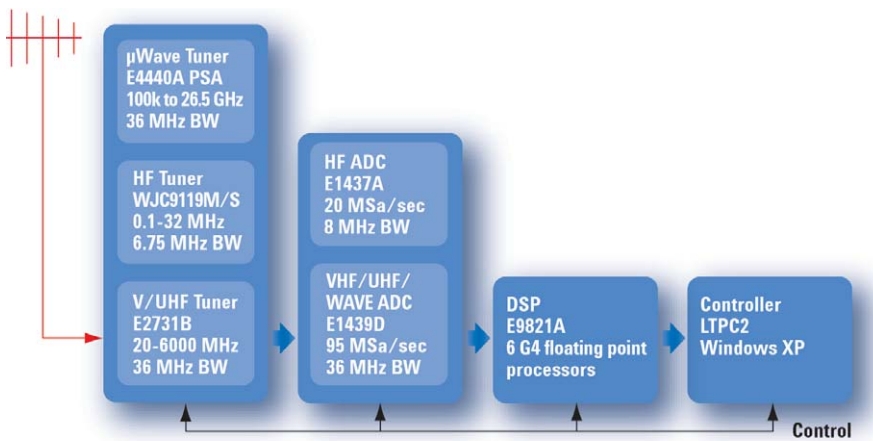 µWave Tuner
E4440A PSA
100k to 26.5 GHz
36 MHz BW
HF Tuner
WJC9119M/S
0.1-32 MHz
6.75 MHz BW
V/UHF Tuner
E2731B
20-6000 MHz
36 MHz BW
HF ADC
E1437A
20 MSa/sec
8 MHz BW
VHF/UHF/
WAVE ADC
E1439D
95 MSa/sec
36 MHz BW
DSP
E9821A
6 G4 floating point
processors
Controller
LTPC2
Windows XP
Control